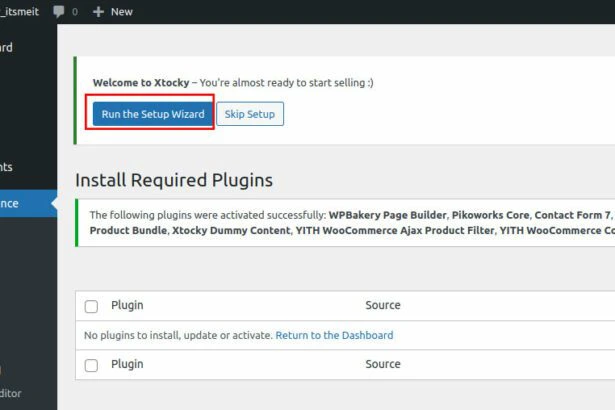 _itsmeit 0 New
ard
Welcome to Xtocky – You're almost ready to start selling :)
Run the Setup Wizard Skip Setup
nts
Install Required Plugins
nce
The following plugins were activated successfully: WPBakery Page Builder, Pikoworks Core, Contact Form 7,
Product Bundle, Xtocky Dummy Content, YITH WooCommerce Ajax Product Filter, YITH WooCommerce Co
Plugin Source
No plugins to install, update or activate. Return to the Dashboard
Plugin Source
ditor